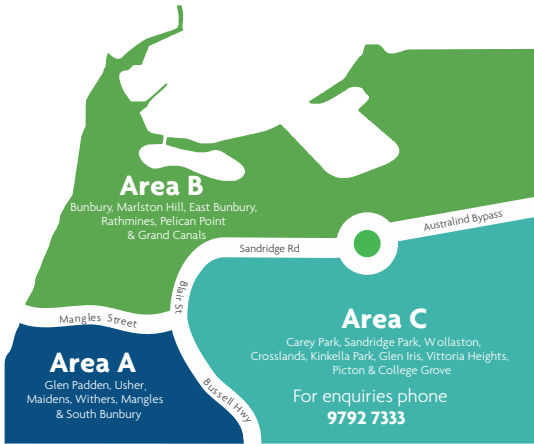 Area B
Bunbury, Marlston Hill, East Bunbury,
Rathmines, Pelican Point
& Grand Canals
Australind Bypass
Sandridge Rd
Blair St
Mangles Street
Area C
Carey Park, Sandridge Park, Wollaston,
Crosslands, Kinkella Park, Glen Iris, Vittoria Heights,
Picton & College Grove
Area A
Glen Padden, Usher,
Maidens, Withers, Mangles
& South Bunbury
Bussell Hwy
For enquiries phone
9792 7333